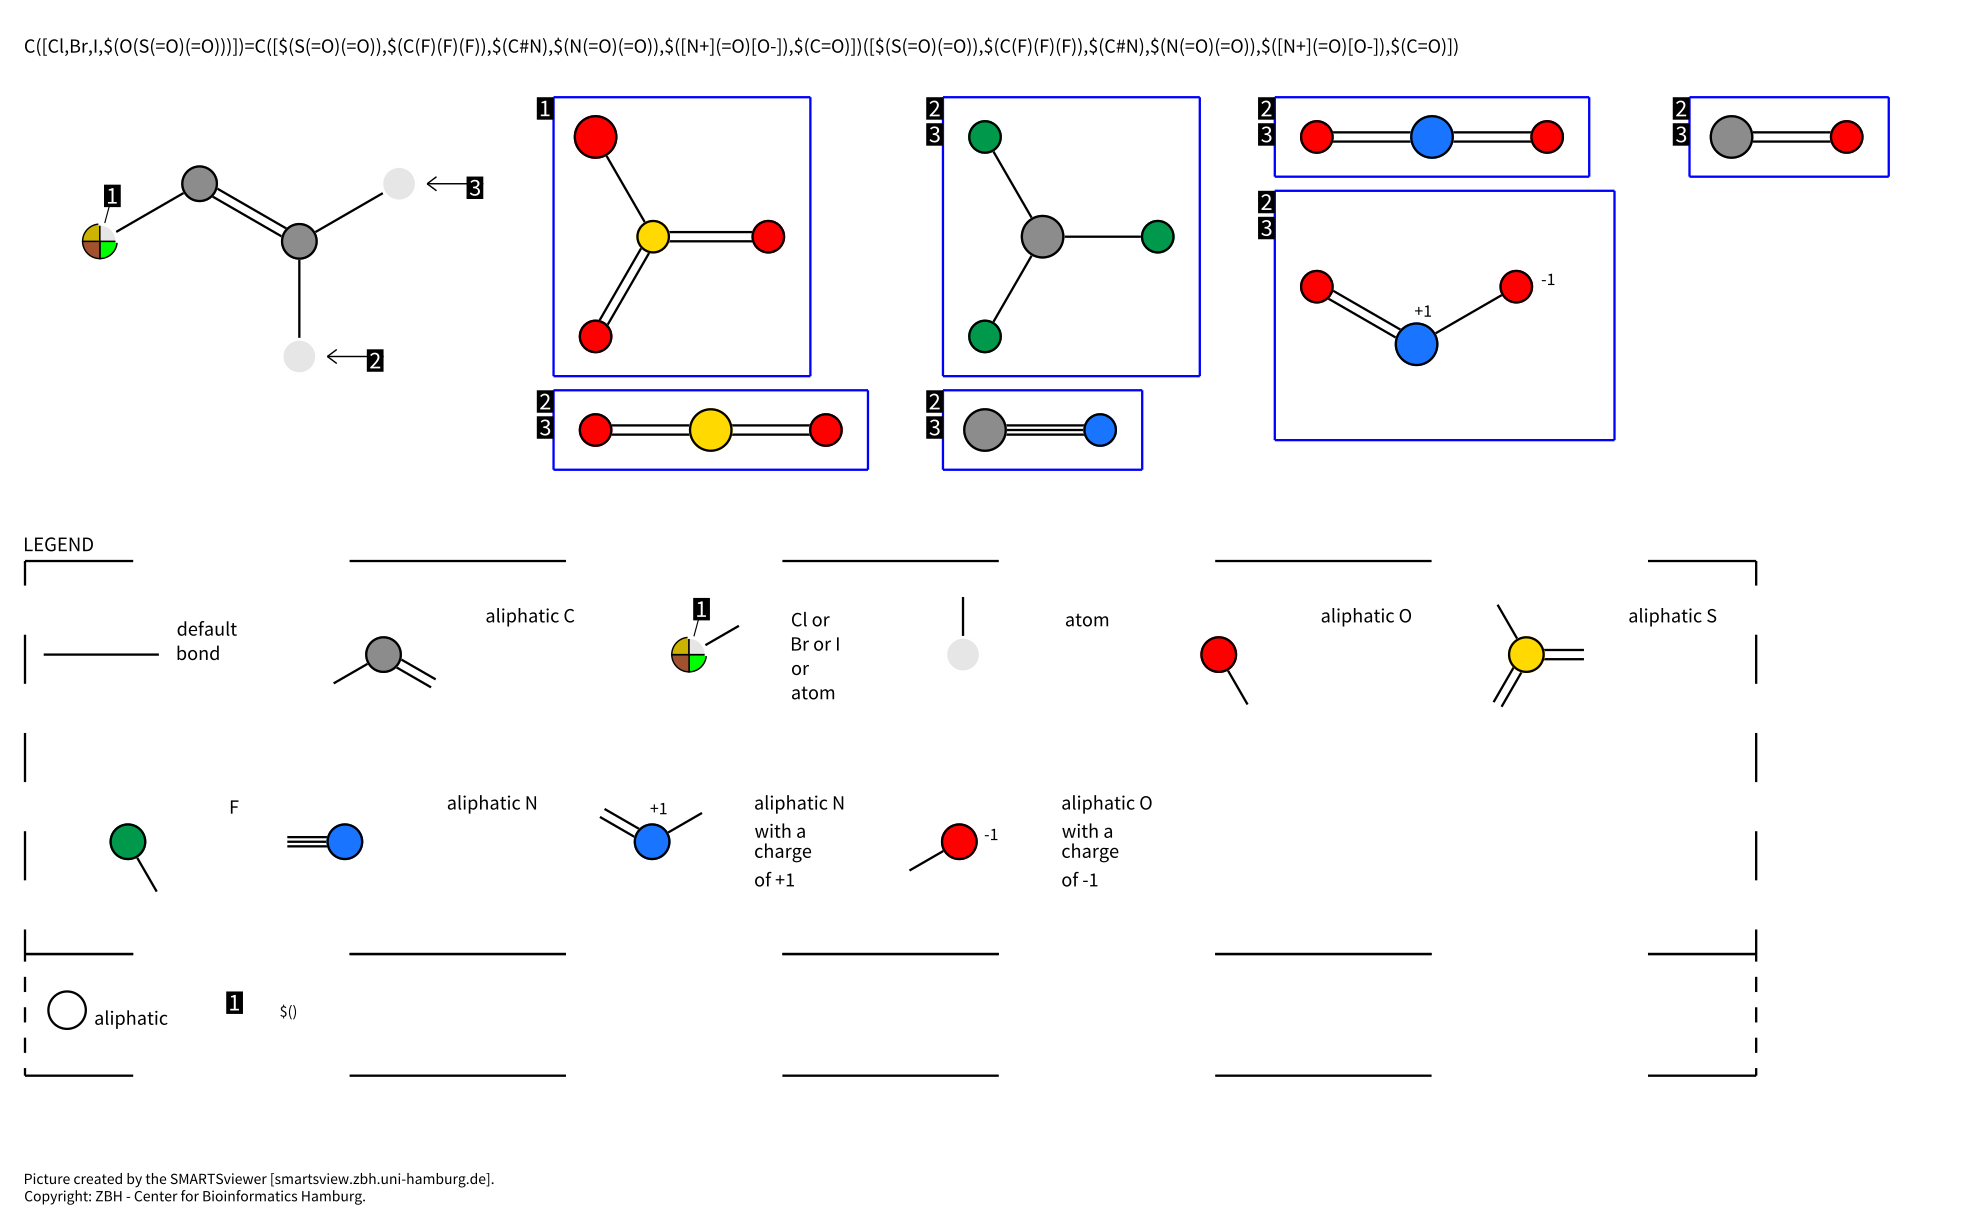 C([Cl,Br,I,$(O(S(=O)(=O)))])=C([$(S(=O)(=O)),$(C(F)(F)(F)),$(C#N),$(N(=O)(=O)),$([N+](=O)[O-]),$(C=O)])([$(S(=O)(=O)),$(C(F)(F)(F)),$(C#N),$(N(=O)(=O)),$([N+](=O)[O-]),$(C=O)])
1
2
2
2
3
3
3
1
3
2
3
-1
+1
2
2
2
3
3
LEGEND
default
bond
aliphatic C
1
Cl or
Br or I
or
atom
atom
aliphatic O
aliphatic S
F
aliphatic N
+1
aliphatic N
with a
charge
of +1
-1
aliphatic O
with a
charge
of -1
aliphatic
1
$()
Picture created by the SMARTSviewer [smartsview.zbh.uni-hamburg.de].
Copyright: ZBH - Center for Bioinformatics Hamburg.